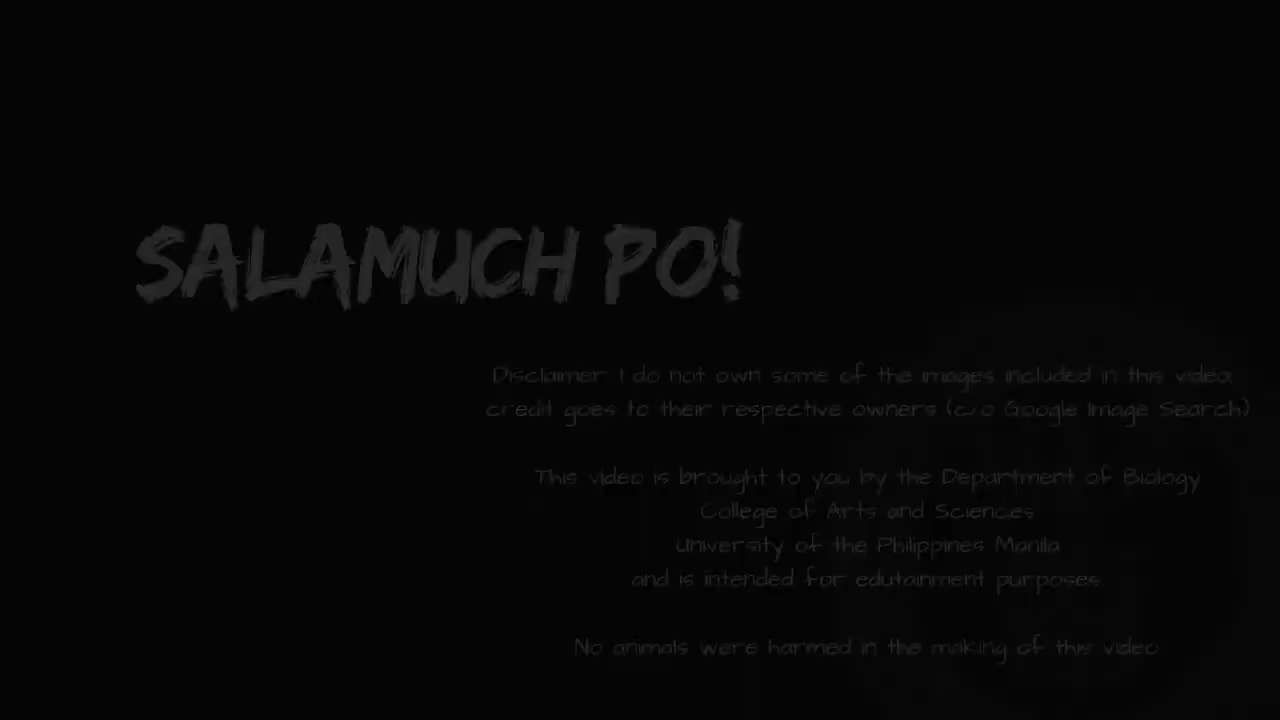 SALAMUCH PO!
Disclaimer: I do not own some of the images included in this video;
credit goes to their respective owners (c/o Google Image Search)
This video is brought to you by the Department of Biology
College of Arts and Sciences
University of the Philippines Manila
and is intended for edutainment purposes.
No animals were harmed in the making of this video.